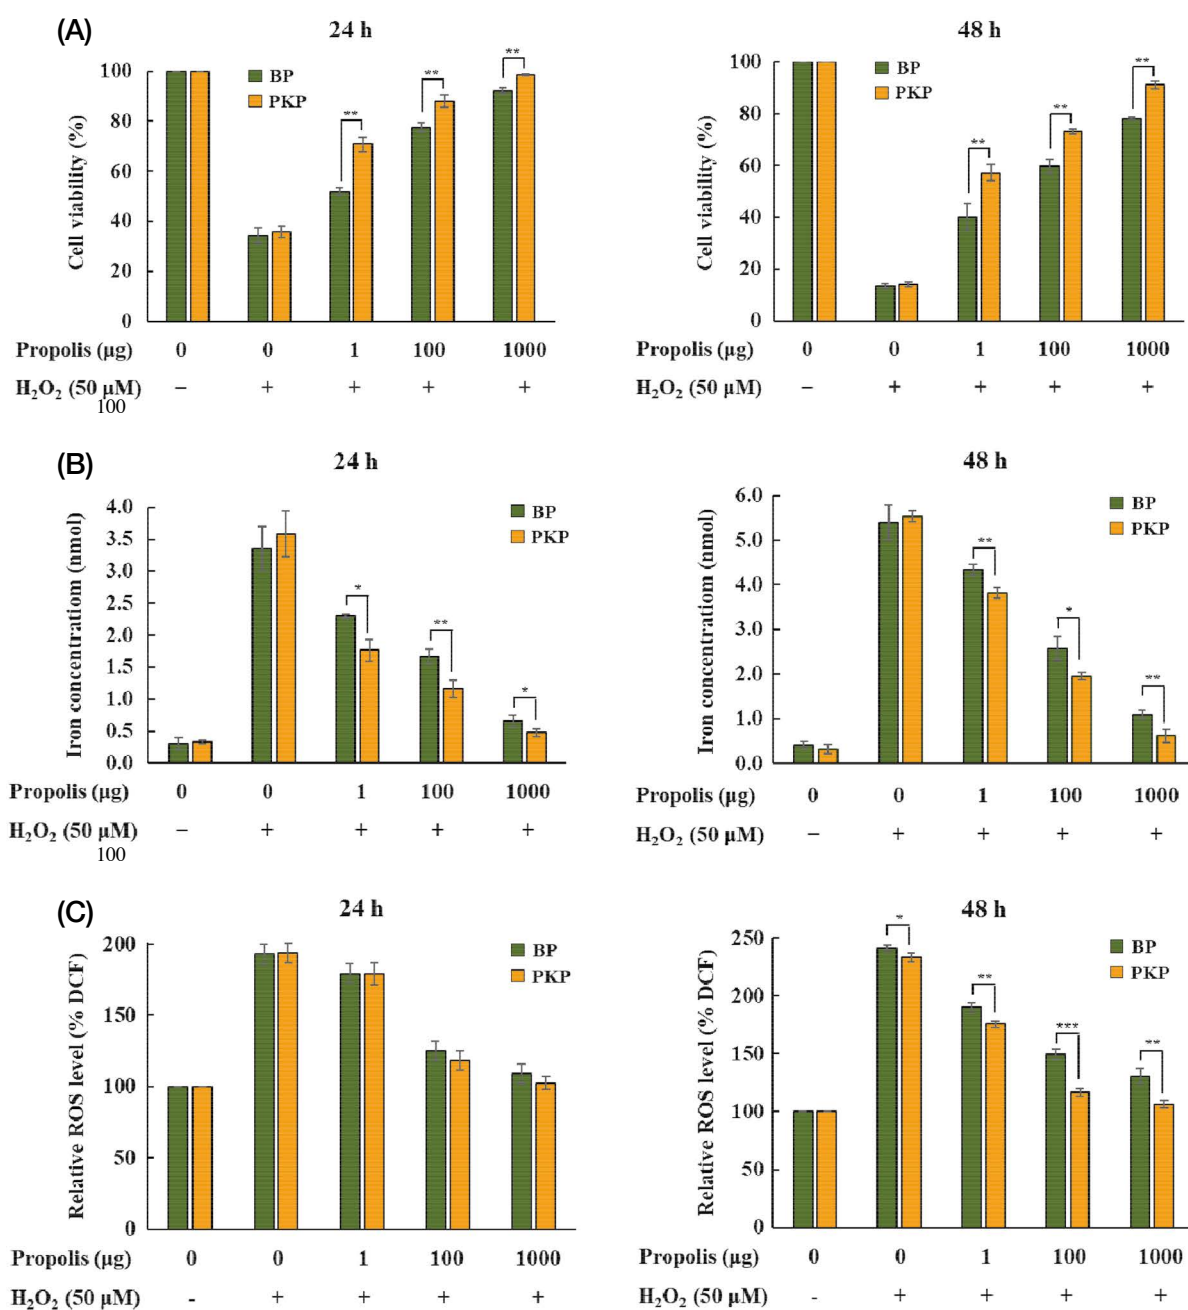 (A)
24 h
Cell viability (%)
100
80
60
40
20
0
BP
PKP
**
**
**
Propolis (µg) 0 0 1 100 1000
H₂O₂ (50 µM) – + + + +
100
48 h
Cell viability (%)
100
80
60
40
20
0
BP
PKP
**
**
**
Propolis (µg) 0 0 1 100 1000
H₂O₂ (50 µM) – + + + +
(B)
24 h
Iron concentration (nmol)
4.0
3.5
3.0
2.5
2.0
1.5
1.0
0.5
0.0
BP
PKP
*
**
*
Propolis (µg) 0 0 1 100 1000
H₂O₂ (50 µM) – + + + +
100
48 h
Iron concentratiom (nmol)
6.0
5.0
4.0
3.0
2.0
1.0
0.0
BP
PKP
**
*
**
Propolis (µg) 0 0 1 100 1000
H₂O₂ (50 µM) – + + + +
(C)
24 h
Relative ROS level (% DCF)
200
150
100
50
0
BP
PKP
Propolis (µg) 0 0 1 100 1000
H₂O₂ (50 µM) - + + + +
48 h
Relative ROS level (% DCF)
250
200
150
100
50
0
BP
PKP
*
**
***
**
Propolis (µg) 0 0 1 100 1000
H₂O₂ (50 µM) - + + + +